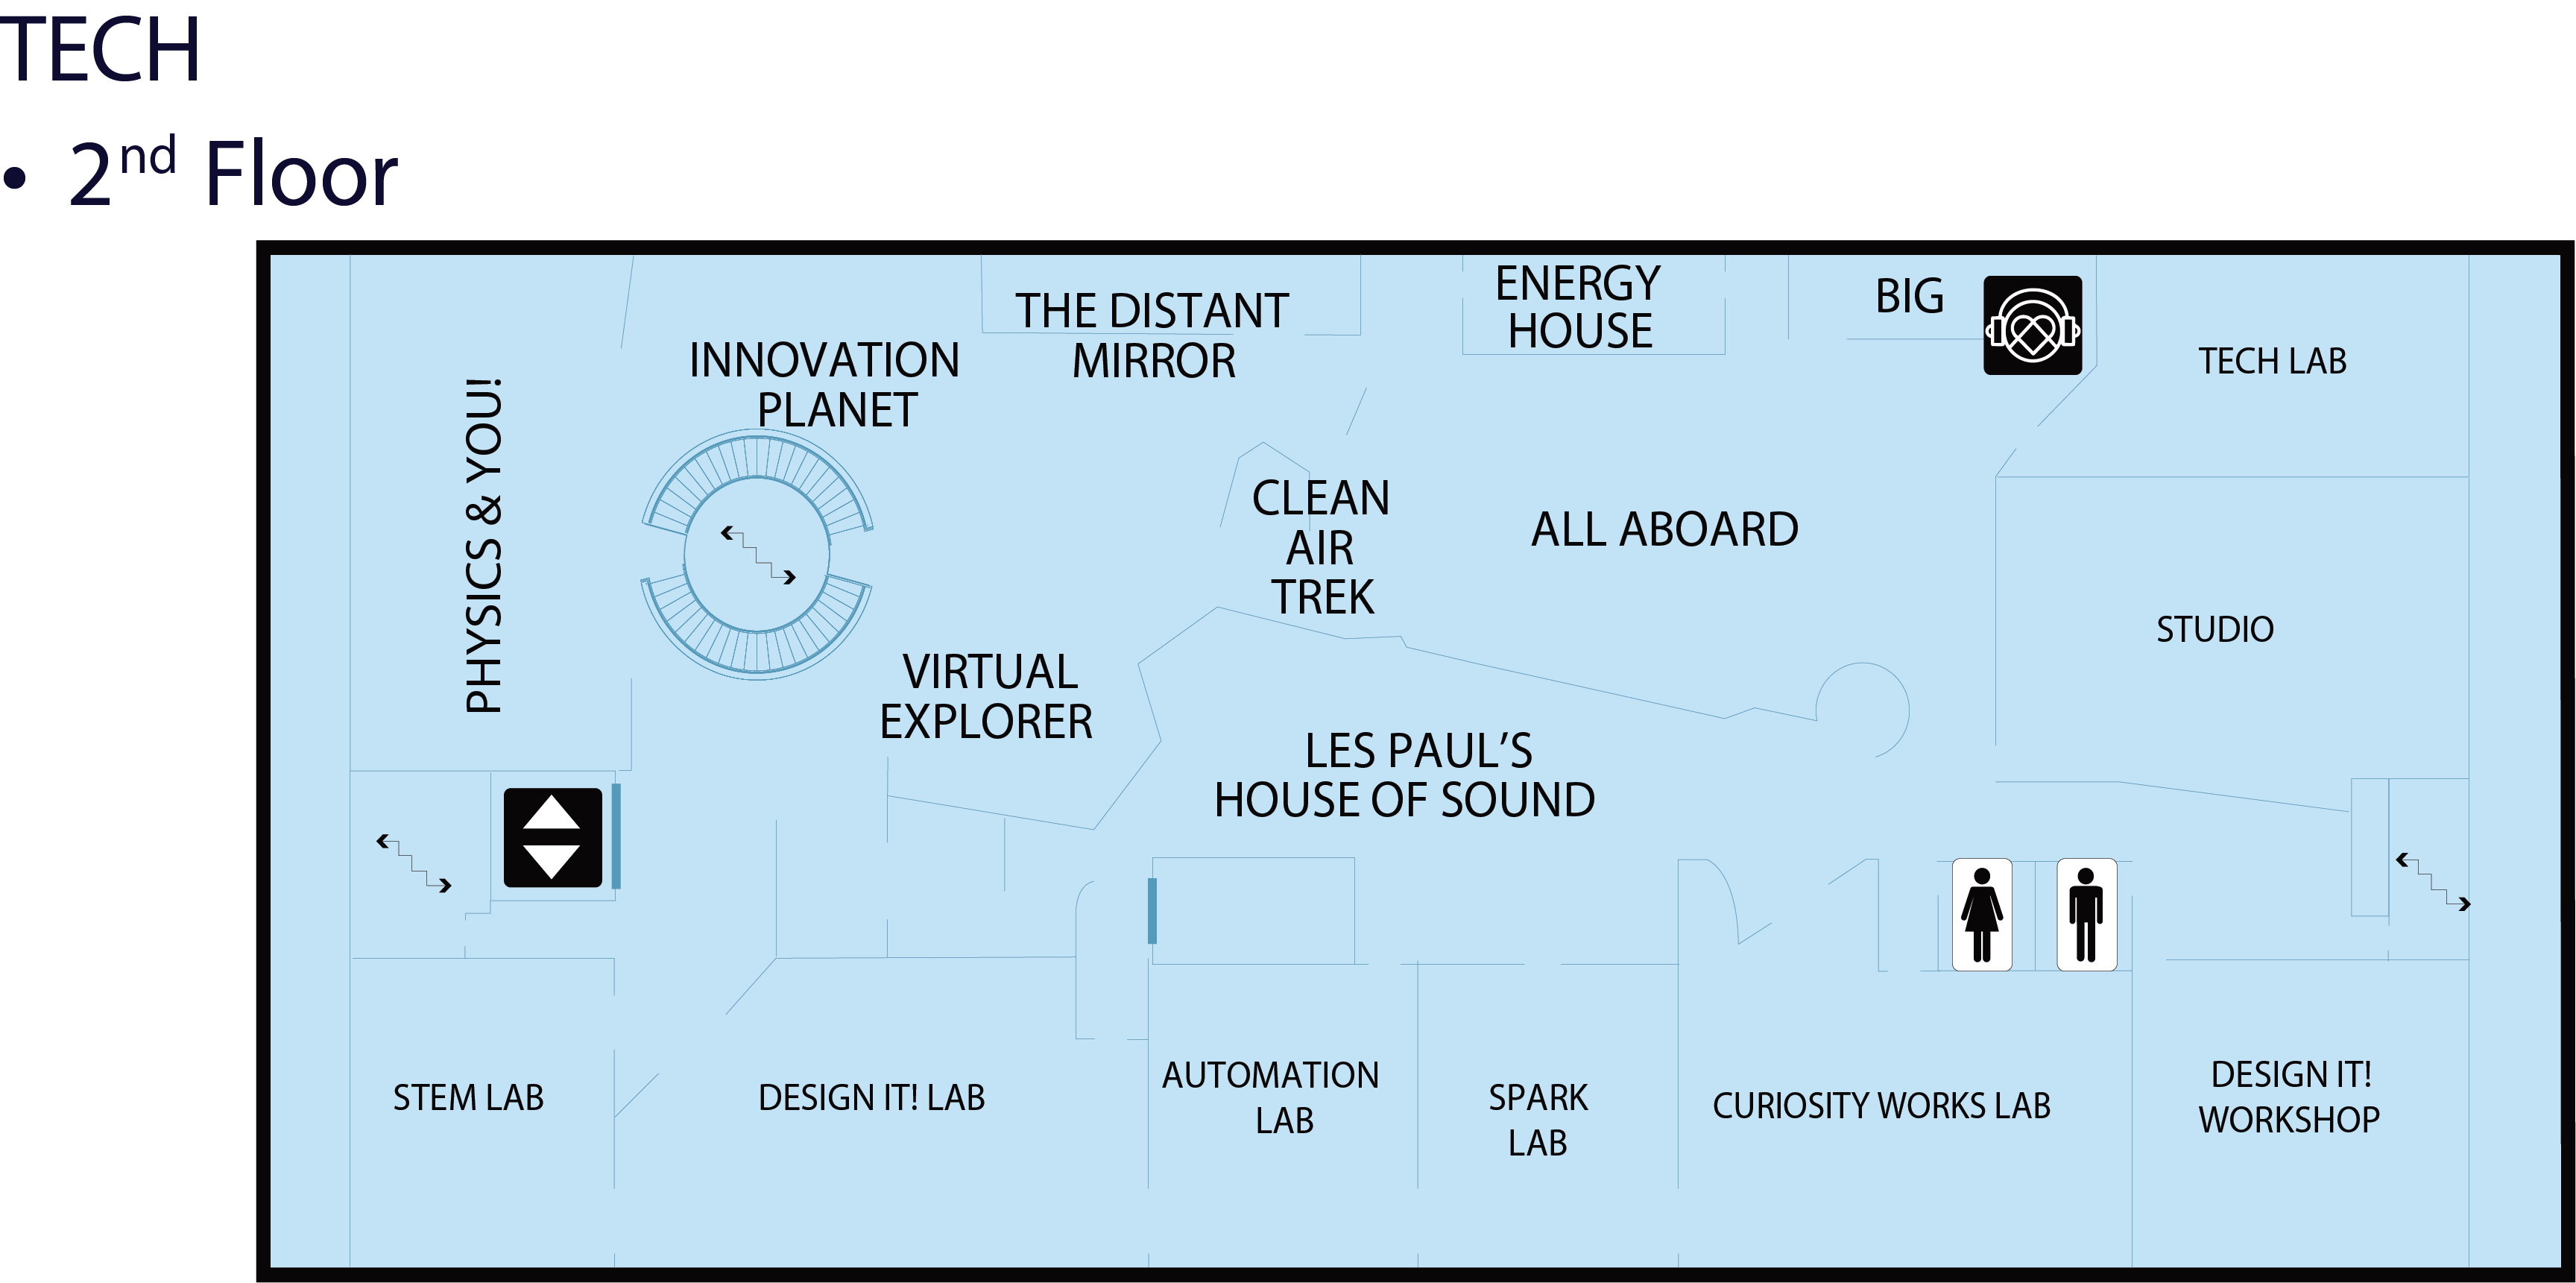 TECH
• 2nd Floor
ENERGY
HOUSE
BIG
THE DISTANT
MIRROR
INNOVATION
PLANET
TECH LAB
PHYSICS & YOU!
CLEAN
AIR
TREK
ALL ABOARD
STUDIO
VIRTUAL
EXPLORER
LES PAUL’S
HOUSE OF SOUND
STEM LAB
DESIGN IT! LAB
AUTOMATION
LAB
SPARK
LAB
CURIOSITY WORKS LAB
DESIGN IT!
WORKSHOP